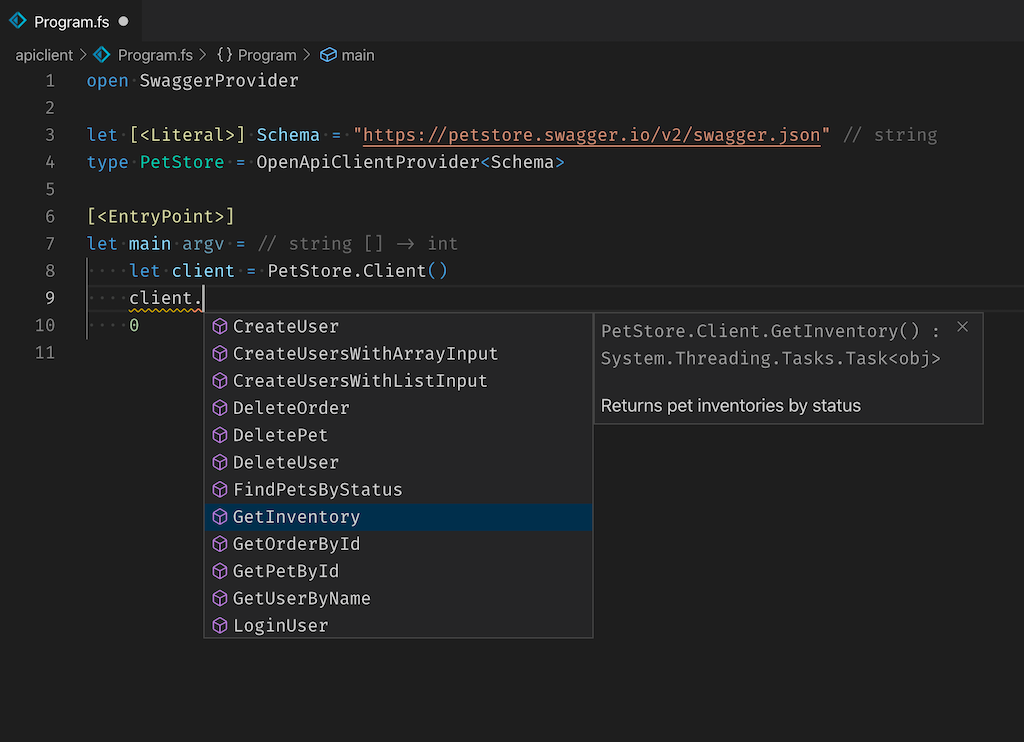 Program.fs
apiclient > Program.fs > {} Program > main
1 open SwaggerProvider
2
3 let [<Literal>] Schema = "https://petstore.swagger.io/v2/swagger.json" // string
4 type PetStore = OpenApiClientProvider<Schema>
5
6 [<EntryPoint>]
7 let main argv = // string [] → int
8 ····let client = PetStore.Client()
9 ····client.
10 ····0
11
CreateUser
CreateUsersWithArrayInput
CreateUsersWithListInput
DeleteOrder
DeletePet
DeleteUser
FindPetsByStatus
GetInventory
GetOrderById
GetPetById
GetUserByName
LoginUser
PetStore.Client.GetInventory() :
System.Threading.Tasks.Task<obj>
Returns pet inventories by status